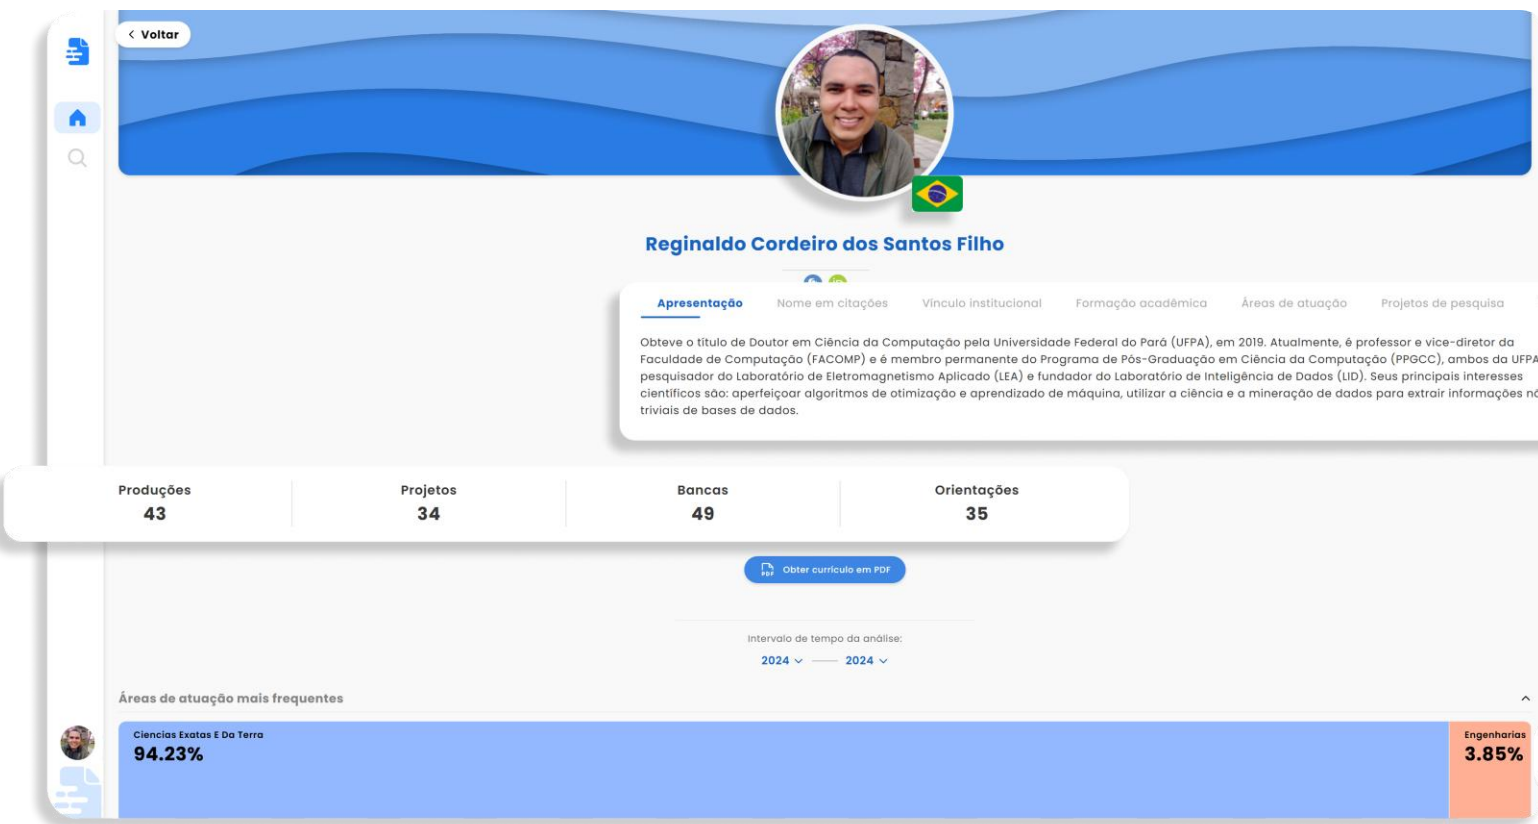 Voltar
Reginaldo Cordeiro dos Santos Filho
Apresentação
Nome em citações
Vínculo institucional
Formação acadêmica
Áreas de atuação
Projetos de pesquisa
Obteve o título de Doutor em Ciência da Computação pela Universidade Federal do Pará (UFPA), em 2019. Atualmente, é professor e vice-diretor da
Faculdade de Computação (FACOMP) e é membro permanente do Programa de Pós-Graduação em Ciência da Computação (PPGCC), ambos da UFPA
pesquisador do Laboratório de Eletromagnetismo Aplicado (LEA) e fundador do Laboratório de Inteligência de Dados (LID). Seus principais interesses
científicos são: aperfeiçoar algoritmos de otimização e aprendizado de máquina, utilizar a ciência e a mineração de dados para extrair informações
triviais de bases de dados.
Produções
43
Projetos
34
Bancas
49
Orientações
35
PDF
Obter currículo em PDF
Intervalo de tempo da análise:
2024
2024
Áreas de atuação mais frequentes
Ciencias Exatas E Da Terra
94.23%
Engenharias
3.85%